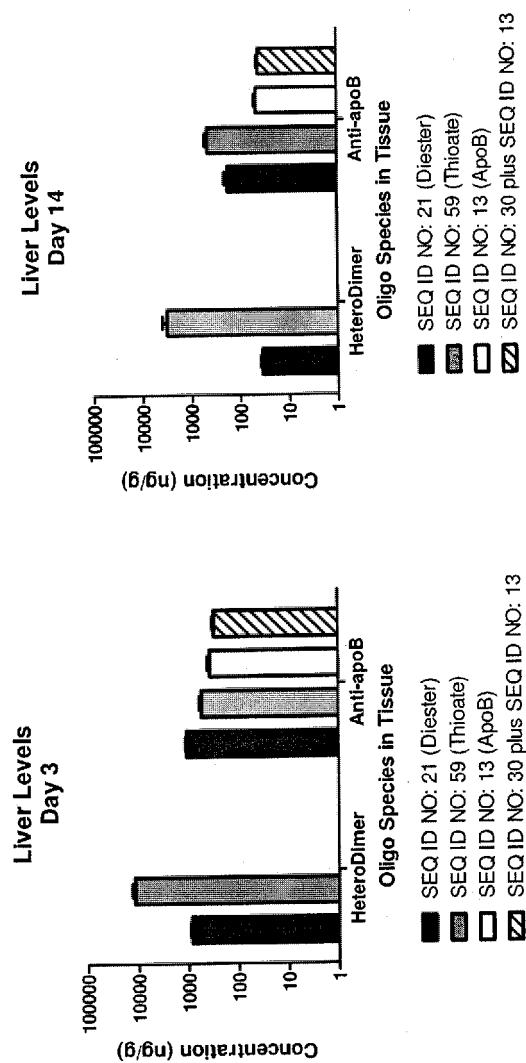 Liver Levels
Day 3
Concentration (ng/g)
100000
10000
1000
100
10
1
HeteroDimer
Anti-apoB
Oligo Species in Tissue
SEQ ID NO: 21 (Diester)
SEQ ID NO: 59 (Thioate)
SEQ ID NO: 13 (ApoB)
SEQ ID NO: 30 plus SEQ ID NO: 13
Liver Levels
Day 14
Concentration (ng/g)
100000
10000
1000
100
10
1
HeteroDimer
Anti-apoB
Oligo Species in Tissue
SEQ ID NO: 21 (Diester)
SEQ ID NO: 59 (Thioate)
SEQ ID NO: 13 (ApoB)
SEQ ID NO: 30 plus SEQ ID NO: 13